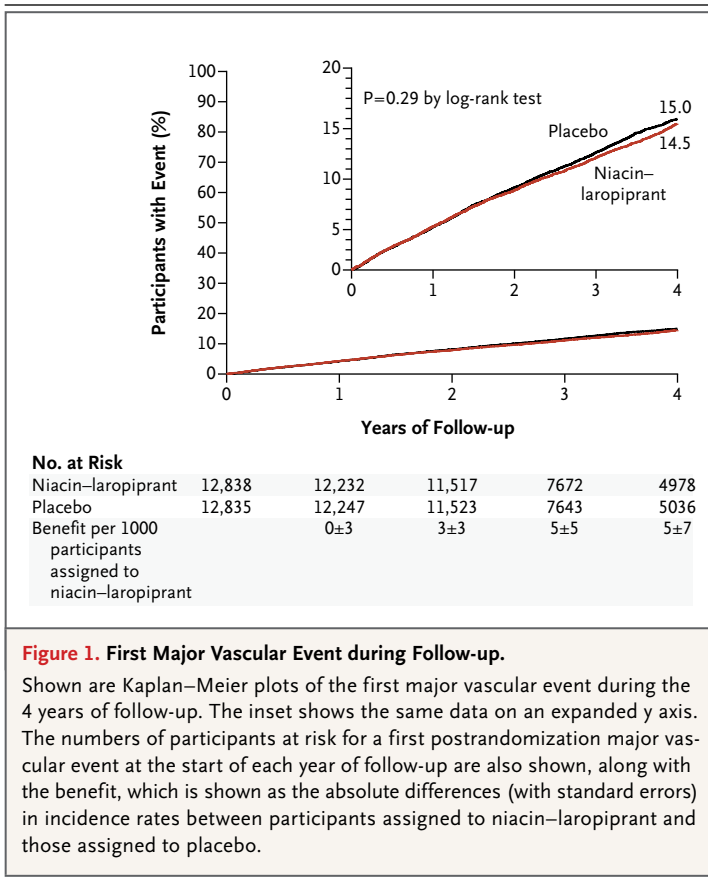 Participants with Event (%)
100
90
80
70
60
50
40
30
20
10
0
0
1
2
3
4
20
15
10
5
0
0
1
2
3
4
P=0.29 by log-rank test
Placebo
15.0
14.5
Niacin–
laropiprant
Years of Follow-up
No. at Risk
Niacin–laropiprant 12,838 12,232 11,517 7672 4978
Placebo 12,835 12,247 11,523 7643 5036
Benefit per 1000 0±3 3±3 5±5 5±7
participants
assigned to
niacin–laropiprant
Figure 1. First Major Vascular Event during Follow-up.
Shown are Kaplan–Meier plots of the first major vascular event during the
4 years of follow-up. The inset shows the same data on an expanded y axis.
The numbers of participants at risk for a first postrandomization major vas-
cular event at the start of each year of follow-up are also shown, along with
the benefit, which is shown as the absolute differences (with standard errors)
in incidence rates between participants assigned to niacin–laropiprant and
those assigned to placebo.